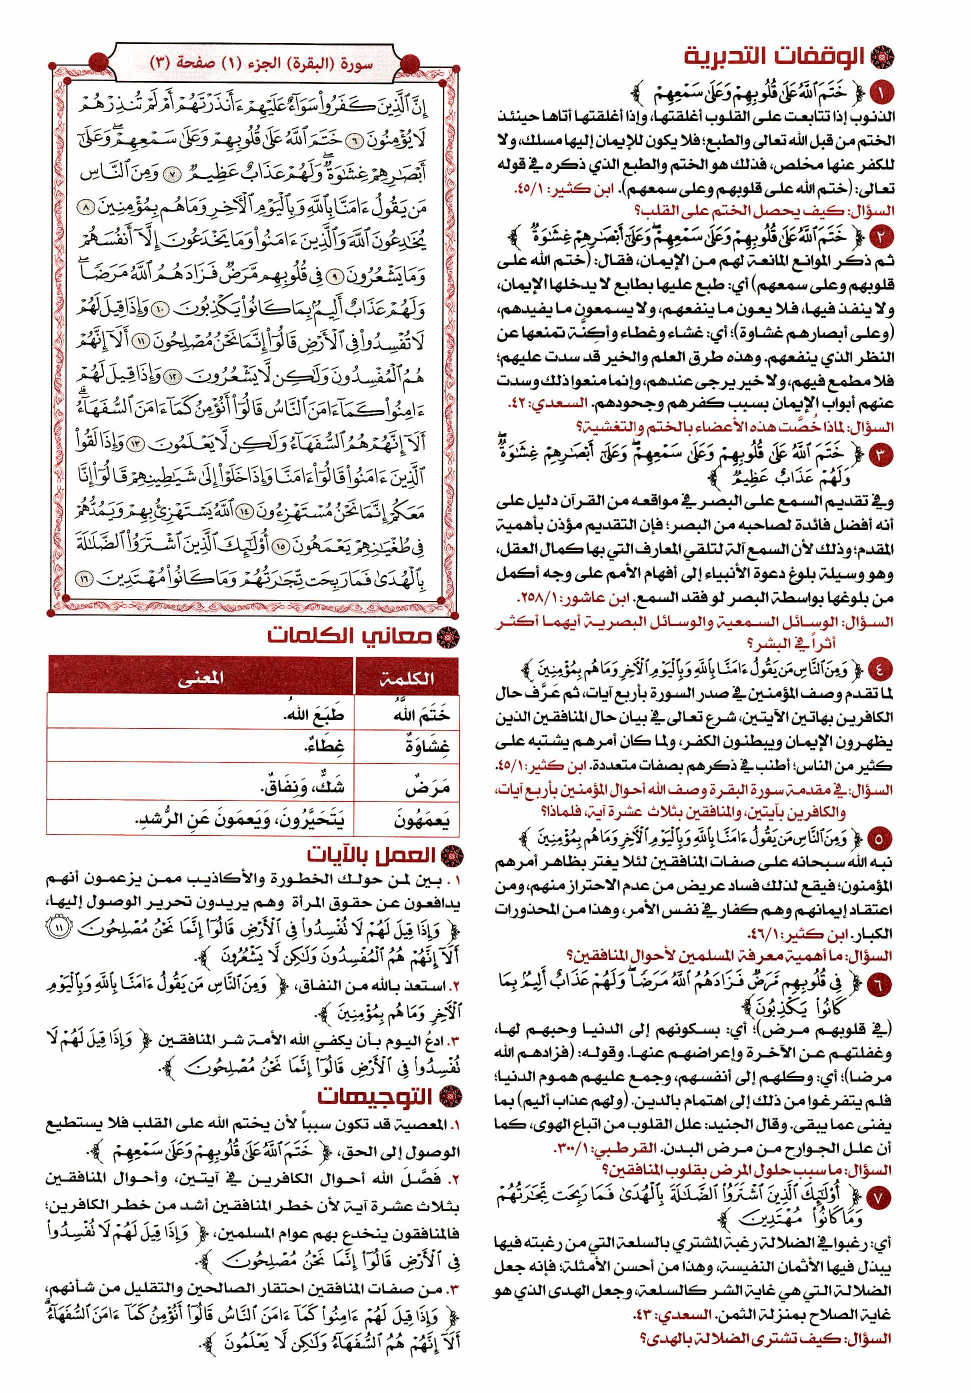 الوقفات التدبرية
١ ﴿ خَتَمَ ٱللَّهُ عَلَىٰ قُلُوبِهِمْ وَعَلَىٰ سَمْعِهِمْ ﴾
الذنوب إذا تتابعت على القلوب أغلقتها، وإذا أغلقتها أتاها حينئذ
الختم من قبل الله تعالى والطبع؛ فلا يكون للإيمان إليها مسلك، ولا
للكفر عنها مخلص، فذلك هو الختم والطبع الذي ذكره في قوله
تعالى: (ختم الله على قلوبهم وعلى سمعهم). ابن كثير: ٤٥/١.
السؤال: كيف يحصل الختم على القلب؟
٢ ﴿ خَتَمَ ٱللَّهُ عَلَىٰ قُلُوبِهِمْ وَعَلَىٰ سَمْعِهِمْ ۖ وَعَلَىٰٓ أَبْصَٰرِهِمْ غِشَٰوَةٌ ۖ ﴾
ثم ذكر الموانع المانعة لهم من الإيمان، فقال: (ختم الله على
قلوبهم وعلى سمعهم) أي: طبع عليها بطابع لا يدخلها الإيمان،
ولا ينفذ فيها، فلا يعون ما ينفعهم، ولا يسمعون ما يفيدهم،
(وعلى أبصارهم غشاوة)؛ أي: غشاء وغطاء وأكِنَّة تمنعها عن
النظر الذي ينفعهم. وهذه طرق العلم والخير قد سدت عليهم؛
فلا مطمع فيهم، ولا خير يرجى عندهم، وإنما منعوا ذلك وسدت
عنهم أبواب الإيمان بسبب كفرهم وجحودهم. السعدي: ٤٢.
السؤال: لماذا خُصَّت هذه الأعضاء بالختم والتغشية؟
٣ ﴿ خَتَمَ ٱللَّهُ عَلَىٰ قُلُوبِهِمْ وَعَلَىٰ سَمْعِهِمْ ۖ وَعَلَىٰٓ أَبْصَٰرِهِمْ غِشَٰوَةٌ ۖ
وَلَهُمْ عَذَابٌ عَظِيمٌ ﴾
وفي تقديم السمع على البصر في مواقعه من القرآن دليل على
أنه أفضل فائدة لصاحبه من البصر؛ فإن التقديم مؤذن بأهمية
المقدم؛ وذلك لأن السمع آلة لتلقي المعارف التي بها كمال العقل،
وهو وسيلة بلوغ دعوة الأنبياء إلى أفهام الأمم على وجه أكمل
من بلوغها بواسطة البصر لو فقد السمع. ابن عاشور: ٢٥٨/١.
السؤال: الوسائل السمعية والوسائل البصرية أيهما أكثر
أثراً في البشر؟
٤ ﴿ وَمِنَ ٱلنَّاسِ مَن يَقُولُ ءَامَنَّا بِٱللَّهِ وَبِٱلْيَوْمِ ٱلْءَاخِرِ وَمَا هُم بِمُؤْمِنِينَ ﴾
لما تقدم وصف المؤمنين في صدر السورة بأربع آيات، ثم عَرَّف حال
الكافرين بهاتين الآيتين، شرع تعالى في بيان حال المنافقين الذين
يظهرون الإيمان ويبطنون الكفر، ولما كان أمرهم يشتبه على
كثير من الناس؛ أطنب في ذكرهم بصفات متعددة. ابن كثير: ٤٥/١.
السؤال: في مقدمة سورة البقرة وصف الله أحوال المؤمنين بأربع آيات،
والكافرين بآيتين، والمنافقين بثلاث عشرة آية، فلماذا؟
٥ ﴿ وَمِنَ ٱلنَّاسِ مَن يَقُولُ ءَامَنَّا بِٱللَّهِ وَبِٱلْيَوْمِ ٱلْءَاخِرِ وَمَا هُم بِمُؤْمِنِينَ ﴾
نبه الله سبحانه على صفات المنافقين لئلا يغتر بظاهر أمرهم
المؤمنون؛ فيقع لذلك فساد عريض من عدم الاحتراز منهم، ومن
اعتقاد إيمانهم وهم كفار في نفس الأمر، وهذا من المحذورات
الكبار. ابن كثير: ٤٦/١.
السؤال: ما أهمية معرفة المسلمين لأحوال المنافقين؟
٦ ﴿ فِى قُلُوبِهِم مَّرَضٌ فَزَادَهُمُ ٱللَّهُ مَرَضًا ۖ وَلَهُمْ عَذَابٌ أَلِيمٌۢ بِمَا
كَانُوا۟ يَكْذِبُونَ ﴾
(في قلوبهم مرض)؛ أي: بسكونهم إلى الدنيا وحبهم لها،
وغفلتهم عن الآخرة وإعراضهم عنها. وقوله: (فزادهم الله
مرضا)؛ أي: وكلهم إلى أنفسهم، وجمع عليهم هموم الدنيا؛
فلم يتفرغوا من ذلك إلى اهتمام بالدين. (ولهم عذاب أليم) بما
يفنى عما يبقى. وقال الجنيد: علل القلوب من اتباع الهوى، كما
أن علل الجوارح من مرض البدن. القرطبي: ٣٠٠/١.
السؤال: ما سبب حلول المرض بقلوب المنافقين؟
٧ ﴿ أُو۟لَٰٓئِكَ ٱلَّذِينَ ٱشْتَرَوُا۟ ٱلضَّلَٰلَةَ بِٱلْهُدَىٰ فَمَا رَبِحَت تِّجَٰرَتُهُمْ
وَمَا كَانُوا۟ مُهْتَدِينَ ﴾
أي: رغبوا في الضلالة رغبة المشتري بالسلعة التي من رغبته فيها
يبذل فيها الأثمان النفيسة، وهذا من أحسن الأمثلة؛ فإنه جعل
الضلالة التي هي غاية الشر كالسلعة، وجعل الهدى الذي هو
غاية الصلاح بمنزلة الثمن. السعدي: ٤٣.
السؤال: كيف تشترى الضلالة بالهدى؟
سورة (البقرة) الجزء (١) صفحة (٣)
إِنَّ ٱلَّذِينَ كَفَرُوا۟ سَوَآءٌ عَلَيْهِمْ ءَأَنذَرْتَهُمْ أَمْ لَمْ تُنذِرْهُمْ
لَا يُؤْمِنُونَ ٦ خَتَمَ ٱللَّهُ عَلَىٰ قُلُوبِهِمْ وَعَلَىٰ سَمْعِهِمْ ۖ وَعَلَىٰٓ
أَبْصَٰرِهِمْ غِشَٰوَةٌ ۖ وَلَهُمْ عَذَابٌ عَظِيمٌ ٧ وَمِنَ ٱلنَّاسِ
مَن يَقُولُ ءَامَنَّا بِٱللَّهِ وَبِٱلْيَوْمِ ٱلْءَاخِرِ وَمَا هُم بِمُؤْمِنِينَ ٨
يُخَٰدِعُونَ ٱللَّهَ وَٱلَّذِينَ ءَامَنُوا۟ وَمَا يَخْدَعُونَ إِلَّآ أَنفُسَهُمْ
وَمَا يَشْعُرُونَ ٩ فِى قُلُوبِهِم مَّرَضٌ فَزَادَهُمُ ٱللَّهُ مَرَضًا ۖ
وَلَهُمْ عَذَابٌ أَلِيمٌۢ بِمَا كَانُوا۟ يَكْذِبُونَ ١٠ وَإِذَا قِيلَ لَهُمْ
لَا تُفْسِدُوا۟ فِى ٱلْأَرْضِ قَالُوٓا۟ إِنَّمَا نَحْنُ مُصْلِحُونَ ١١ أَلَآ إِنَّهُمْ
هُمُ ٱلْمُفْسِدُونَ وَلَٰكِن لَّا يَشْعُرُونَ ١٢ وَإِذَا قِيلَ لَهُمْ
ءَامِنُوا۟ كَمَآ ءَامَنَ ٱلنَّاسُ قَالُوٓا۟ أَنُؤْمِنُ كَمَآ ءَامَنَ ٱلسُّفَهَآءُ ۗ
أَلَآ إِنَّهُمْ هُمُ ٱلسُّفَهَآءُ وَلَٰكِن لَّا يَعْلَمُونَ ١٣ وَإِذَا لَقُوا۟
ٱلَّذِينَ ءَامَنُوا۟ قَالُوٓا۟ ءَامَنَّا وَإِذَا خَلَوْا۟ إِلَىٰ شَيَٰطِينِهِمْ قَالُوٓا۟ إِنَّا
مَعَكُمْ إِنَّمَا نَحْنُ مُسْتَهْزِءُونَ ١٤ ٱللَّهُ يَسْتَهْزِئُ بِهِمْ وَيَمُدُّهُمْ
فِى طُغْيَٰنِهِمْ يَعْمَهُونَ ١٥ أُو۟لَٰٓئِكَ ٱلَّذِينَ ٱشْتَرَوُا۟ ٱلضَّلَٰلَةَ
بِٱلْهُدَىٰ فَمَا رَبِحَت تِّجَٰرَتُهُمْ وَمَا كَانُوا۟ مُهْتَدِينَ ١٦
معاني الكلمات
الكلمة المعنى
خَتَمَ اللَّهُ طَبَعَ اللهُ.
غِشَاوَةٌ غِطَاءٌ.
مَرَضٌ شَكٌّ، وَنِفَاقٌ.
يَعمَهُونَ يَتَحَيَّرُونَ، وَيَعمَونَ عَنِ الرُّشدِ.
العمل بالآيات
١. بين لمن حولك الخطورة والأكاذيب ممن يزعمون أنهم
يدافعون عن حقوق المرأة وهم يريدون تحرير الوصول إليها،
﴿ وَإِذَا قِيلَ لَهُمْ لَا تُفْسِدُوا۟ فِى ٱلْأَرْضِ قَالُوٓا۟ إِنَّمَا نَحْنُ مُصْلِحُونَ ١١
أَلَآ إِنَّهُمْ هُمُ ٱلْمُفْسِدُونَ وَلَٰكِن لَّا يَشْعُرُونَ ﴾.
٢. استعذ بالله من النفاق، ﴿ وَمِنَ ٱلنَّاسِ مَن يَقُولُ ءَامَنَّا بِٱللَّهِ وَبِٱلْيَوْمِ
ٱلْءَاخِرِ وَمَا هُم بِمُؤْمِنِينَ ﴾.
٣. ادعُ اليوم بأن يكفي الله الأمة شر المنافقين ﴿ وَإِذَا قِيلَ لَهُمْ لَا
تُفْسِدُوا۟ فِى ٱلْأَرْضِ قَالُوٓا۟ إِنَّمَا نَحْنُ مُصْلِحُونَ ﴾.
التوجيهات
١. المعصية قد تكون سبباً لأن يختم الله على القلب فلا يستطيع
الوصول إلى الحق، ﴿ خَتَمَ ٱللَّهُ عَلَىٰ قُلُوبِهِمْ وَعَلَىٰ سَمْعِهِمْ ﴾.
٢. فَصَّلَ الله أحوال الكافرين في آيتين، وأحوال المنافقين
بثلاث عشرة آية لأن خطر المنافقين أشد من خطر الكافرين؛
فالمنافقون ينخدع بهم عوام المسلمين، ﴿ وَإِذَا قِيلَ لَهُمْ لَا تُفْسِدُوا۟
فِى ٱلْأَرْضِ قَالُوٓا۟ إِنَّمَا نَحْنُ مُصْلِحُونَ ﴾.
٣. من صفات المنافقين احتقار الصالحين والتقليل من شأنهم،
﴿ وَإِذَا قِيلَ لَهُمْ ءَامِنُوا۟ كَمَآ ءَامَنَ ٱلنَّاسُ قَالُوٓا۟ أَنُؤْمِنُ كَمَآ ءَامَنَ ٱلسُّفَهَآءُ ۗ
أَلَآ إِنَّهُمْ هُمُ ٱلسُّفَهَآءُ وَلَٰكِن لَّا يَعْلَمُونَ ﴾.